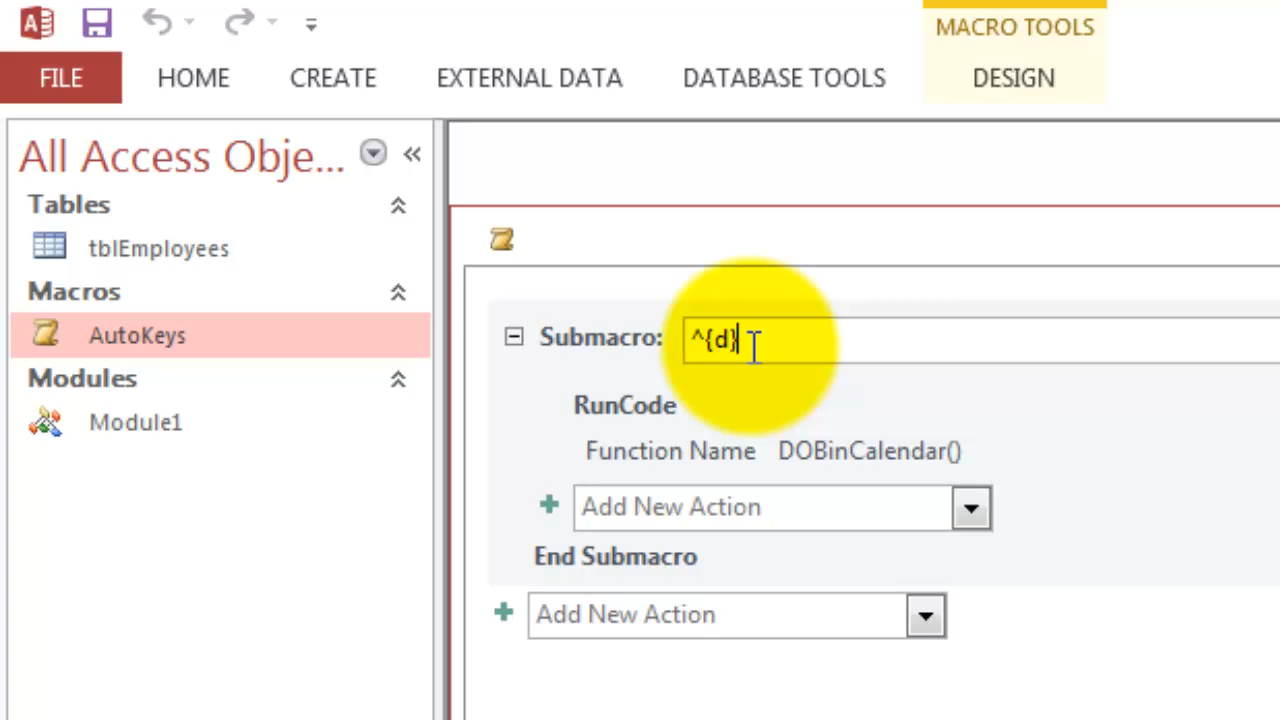 MACRO TOOLS
FILE HOME CREATE EXTERNAL DATA DATABASE TOOLS DESIGN
All Access Obje...
Tables
tblEmployees
Macros
AutoKeys
Modules
Module1
Submacro: ^{d}
RunCode
Function Name DOBinCalendar()
Add New Action
End Submacro
Add New Action